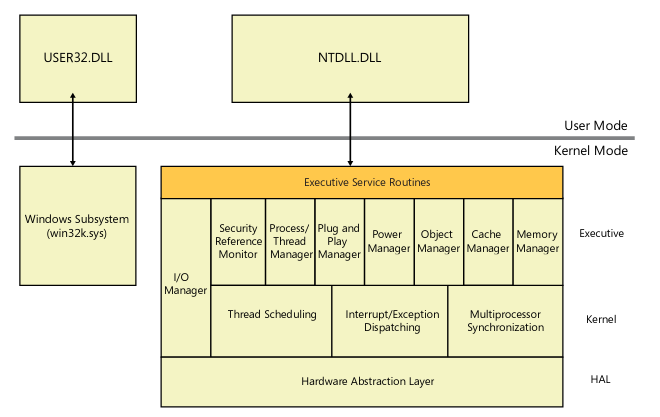 USER32.DLL
NTDLL.DLL
User Mode
Kernel Mode
Windows Subsystem
(win32k.sys)
Executive Service Routines
I/O
Manager
Security
Reference
Monitor
Process/
Thread
Manager
Plug and
Play
Manager
Power
Manager
Object
Manager
Cache
Manager
Memory
Manager
Executive
Thread Scheduling
Interrupt/Exception
Dispatching
Multiprocessor
Synchronization
Kernel
Hardware Abstraction Layer
HAL